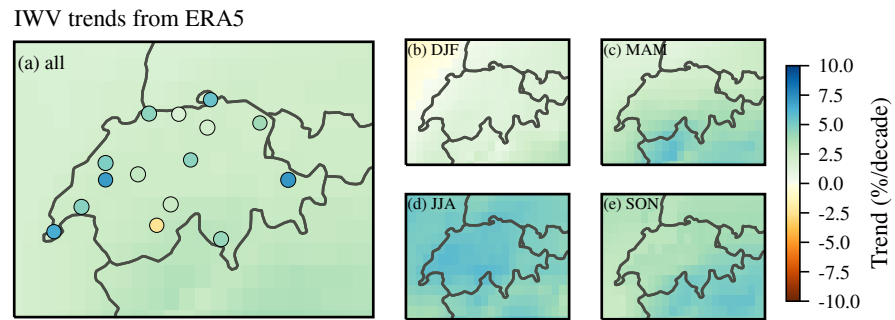 IWV trends from ERA5
(a) all
(b) DJF
(c) MAM
(d) JJA
(e) SON
10.0
7.5
5.0
2.5
0.0
-2.5
-5.0
-7.5
-10.0
Trend (%/decade)